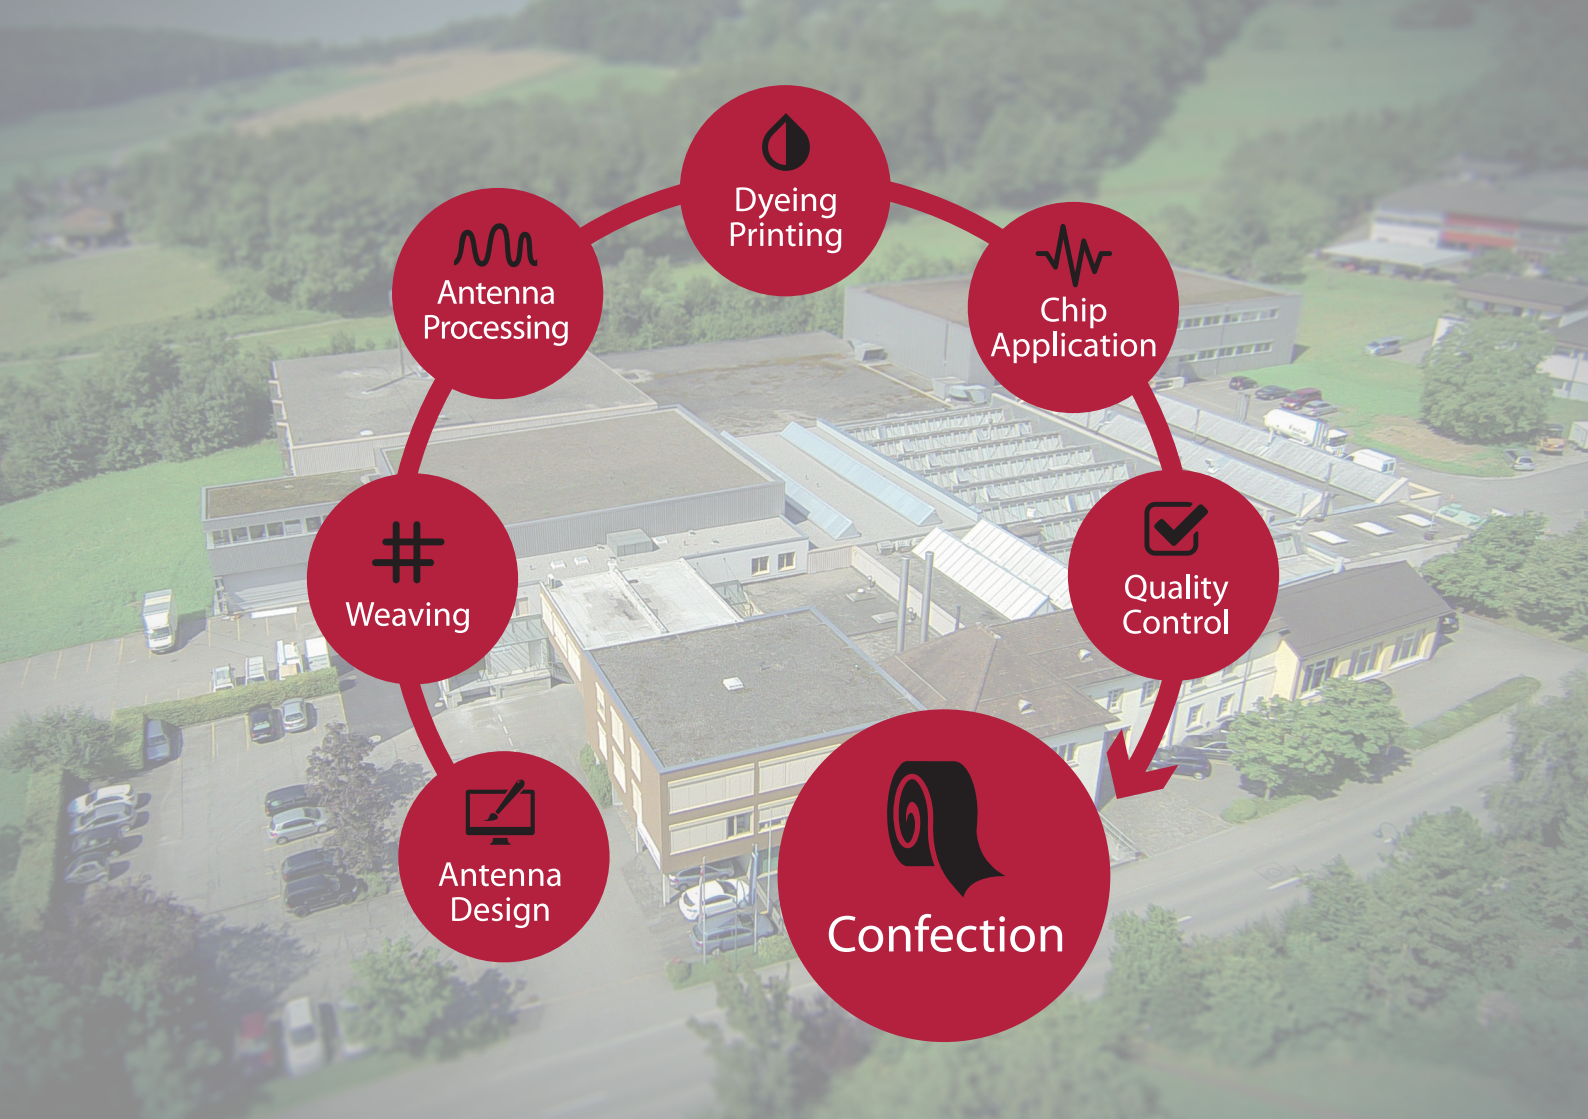 Antenna
Design
Weaving
Antenna
Processing
Dyeing
Printing
Chip
Application
Quality
Control
Confection